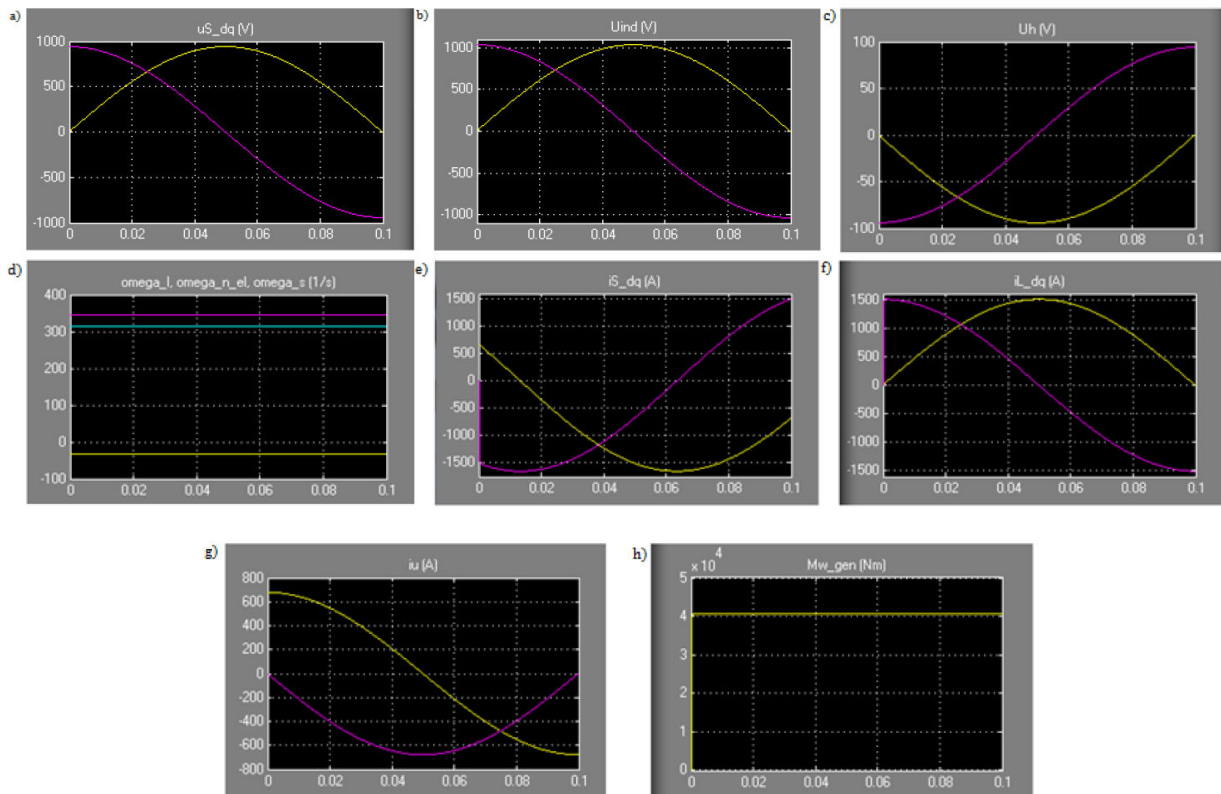 a) uS_dq (V)
1000
500
0
-500
-1000
0 0.02 0.04 0.06 0.08 0.1
b) Uind (V)
1000
500
0
-500
-1000
0 0.02 0.04 0.06 0.08 0.1
c) Uh (V)
100
50
0
-50
-100
0 0.02 0.04 0.06 0.08 0.1
d) omega_l, omega_n_el, omega_s (1/s)
400
300
200
100
0
-100
0 0.02 0.04 0.06 0.08 0.1
e) iS_dq (A)
1500
1000
500
0
-500
-1000
-1500
0 0.02 0.04 0.06 0.08 0.1
f) iL_dq (A)
1500
1000
500
0
-500
-1000
-1500
0 0.02 0.04 0.06 0.08 0.1
g) iu (A)
800
600
400
200
0
-200
-400
-600
-800
0 0.02 0.04 0.06 0.08 0.1
h) Mw_gen (Nm)
x 10^4
5
4
3
2
1
0
0 0.02 0.04 0.06 0.08 0.1